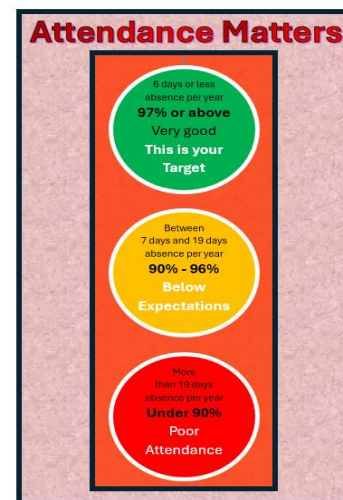 Attendance Matters
6 days or less
absence per year
97% or above
Very good
This is your
Target
Between
7 days and 19 days
absence per year
90% - 96%
Below
Expectations
More
than 19 days
absence per year
Under 90%
Poor
Attendance